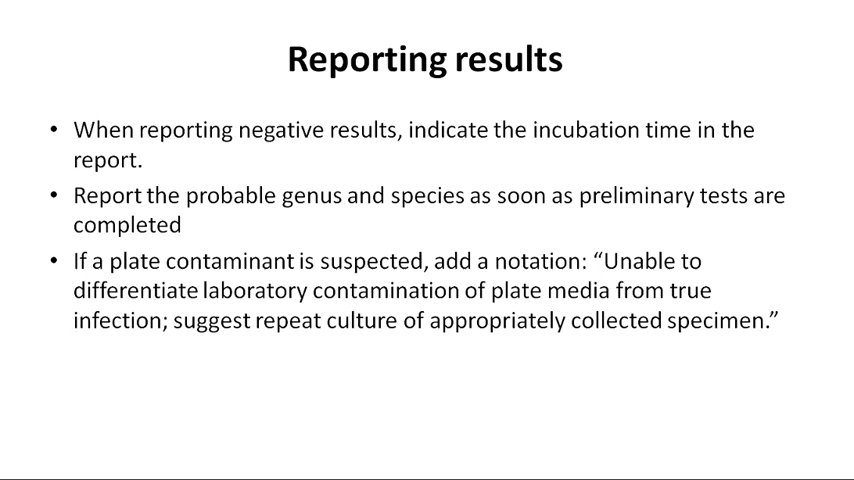 Reporting results
• When reporting negative results, indicate the incubation time in the
report.
• Report the probable genus and species as soon as preliminary tests are
completed
• If a plate contaminant is suspected, add a notation: “Unable to
differentiate laboratory contamination of plate media from true
infection; suggest repeat culture of appropriately collected specimen.”